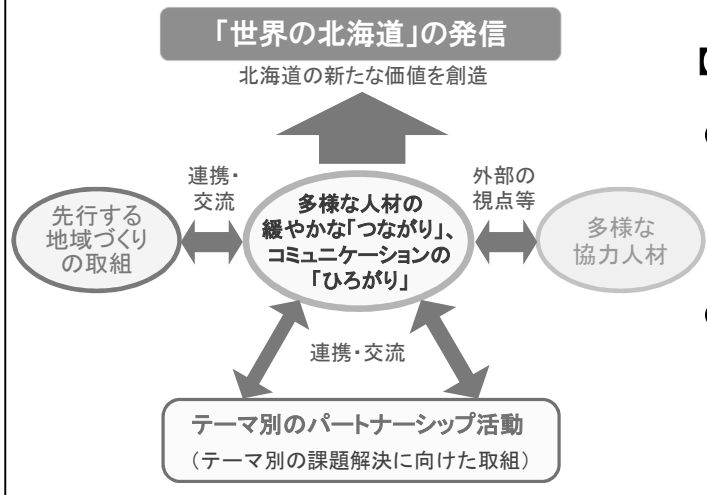 「世界の北海道」の発信
北海道の新たな価値を創造
連携・
交流
外部の
視点等
先行する
地域づくり
の取組
多様な人材の
緩やかな「つながり」、
コミュニケーションの
「ひろがり」
多様な
協力人材
連携・交流
テーマ別のパートナーシップ活動
(テーマ別の課題解決に向けた取組)
【